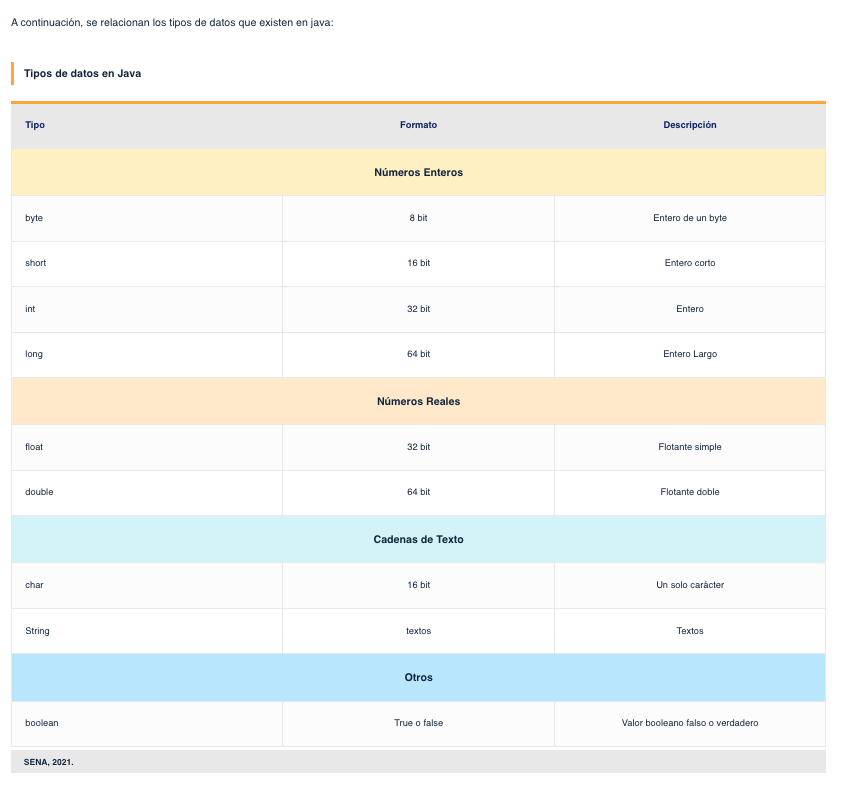 A continuación, se relacionan los tipos de datos que existen en java:
Tipos de datos en Java
Tipo Formato Descripción
Números Enteros
byte 8 bit Entero de un byte
short 16 bit Entero corto
int 32 bit Entero
long 64 bit Entero Largo
Números Reales
float 32 bit Flotante simple
double 64 bit Flotante doble
Cadenas de Texto
char 16 bit Un solo carácter
String textos Textos
Otros
boolean True o false Valor booleano falso o verdadero
SENA, 2021.